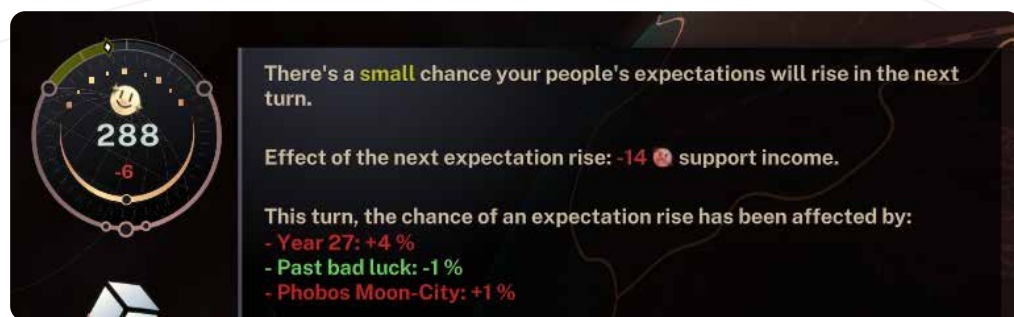 There's a small chance your people's expectations will rise in the next
turn.
288
-6
Effect of the next expectation rise: -14 support income.
This turn, the chance of an expectation rise has been affected by:
- Year 27: +4 %
- Past bad luck: -1 %
- Phobos Moon-City: +1 %